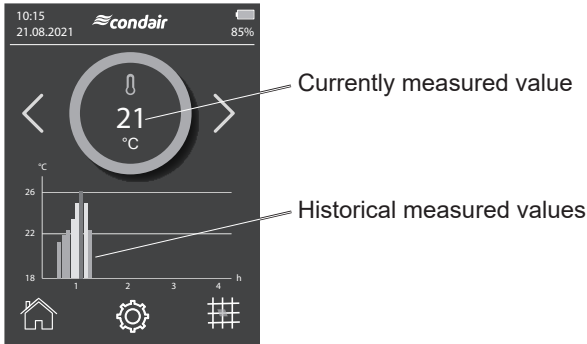 10:15
21.08.2021
condair
85%
Currently measured value
21
°C
°C
26
22
18
1 2 3 4 h
Historical measured values